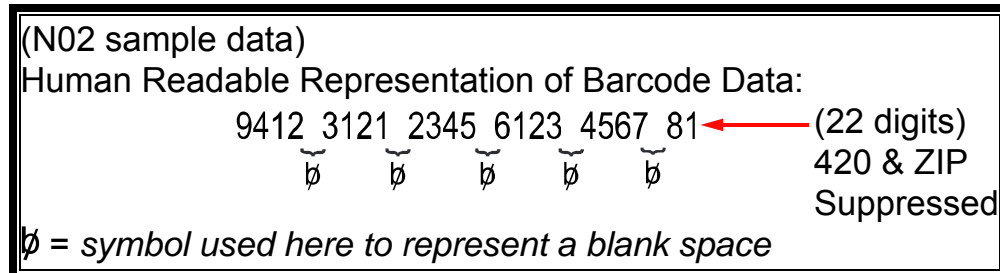 (N02 sample data)
Human Readable Representation of Barcode Data:
9412 3121 2345 6123 4567 81 (22 digits)
ƀ ƀ ƀ ƀ ƀ 420 & ZIP
Suppressed
ƀ = symbol used here to represent a blank space